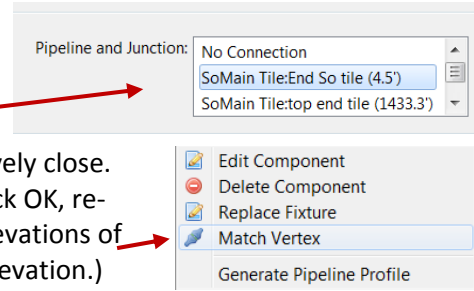 Pipeline and Junction:
No Connection
SoMain Tile:End So tile (4.5')
SoMain Tile:top end tile (1433.3')
vely close.
ck OK, re-
evations of
evation.)
Edit Component
Delete Component
Replace Fixture
Match Vertex
Generate Pipeline Profile